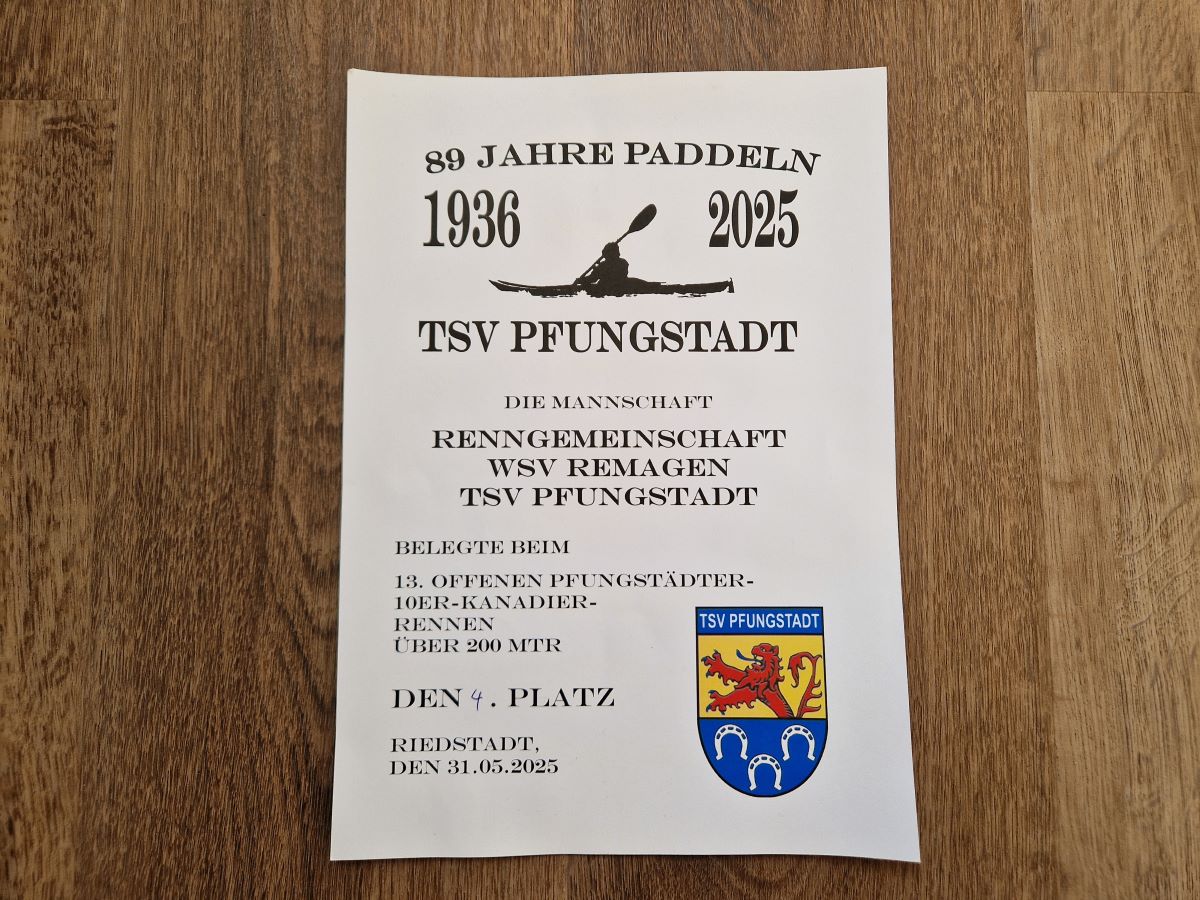 89 JAHRE PADDELN
1936 2025
TSV PFUNGSTADT
DIE MANNSCHAFT
RENNGEMEINSCHAFT
WSV REMAGEN
TSV PFUNGSTADT
BELEGTE BEIM
13. OFFENEN PFUNGSTÄDTER-
10ER-KANADIER-
RENNEN
ÜBER 200 MTR
TSV PFUNGSTADT
DEN 4. PLATZ
RIEDSTADT,
DEN 31.05.2025